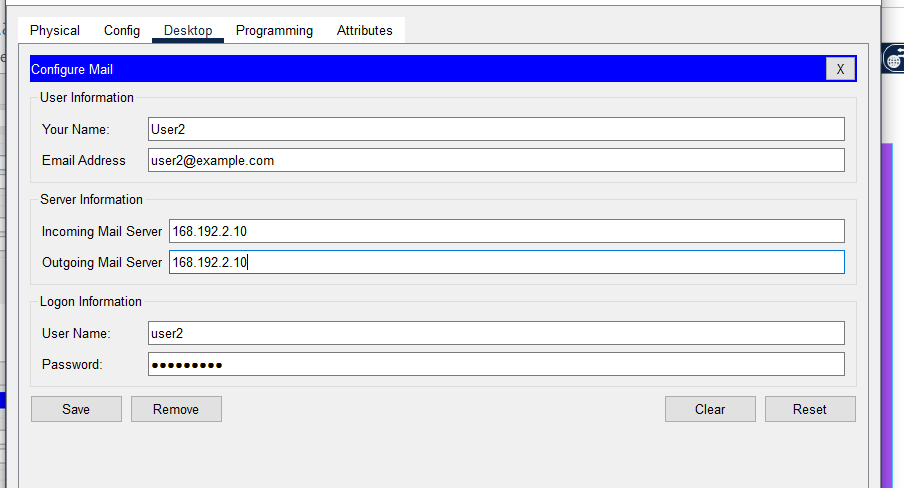 Physical Config Desktop Programming Attributes
Configure Mail X
User Information
Your Name: User2
Email Address user2@example.com
Server Information
Incoming Mail Server 168.192.2.10
Outgoing Mail Server 168.192.2.10
Logon Information
User Name: user2
Password: ●●●●●●●●●
Save Remove Clear Reset